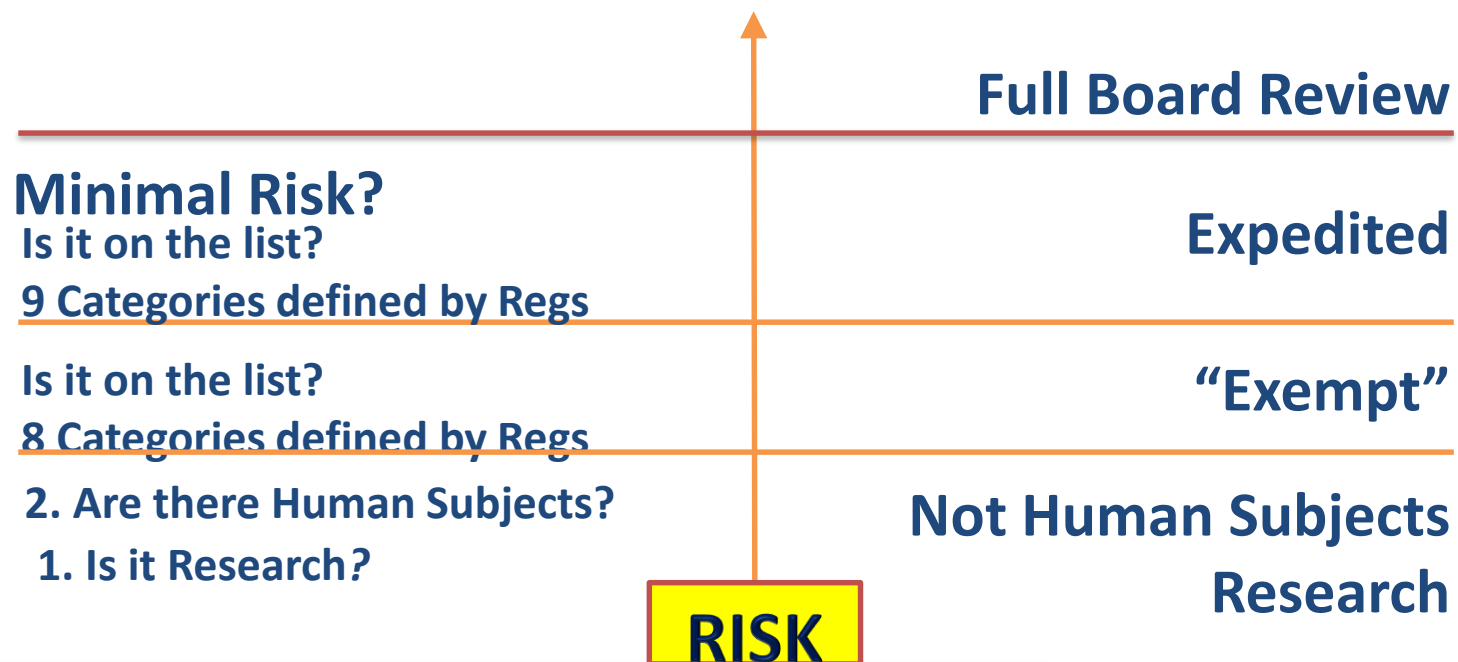 Full Board Review
Minimal Risk?
Is it on the list?
9 Categories defined by Regs
Expedited
Is it on the list?
8 Categories defined by Regs
“Exempt”
2. Are there Human Subjects?
1. Is it Research?
Not Human Subjects
Research
RISK